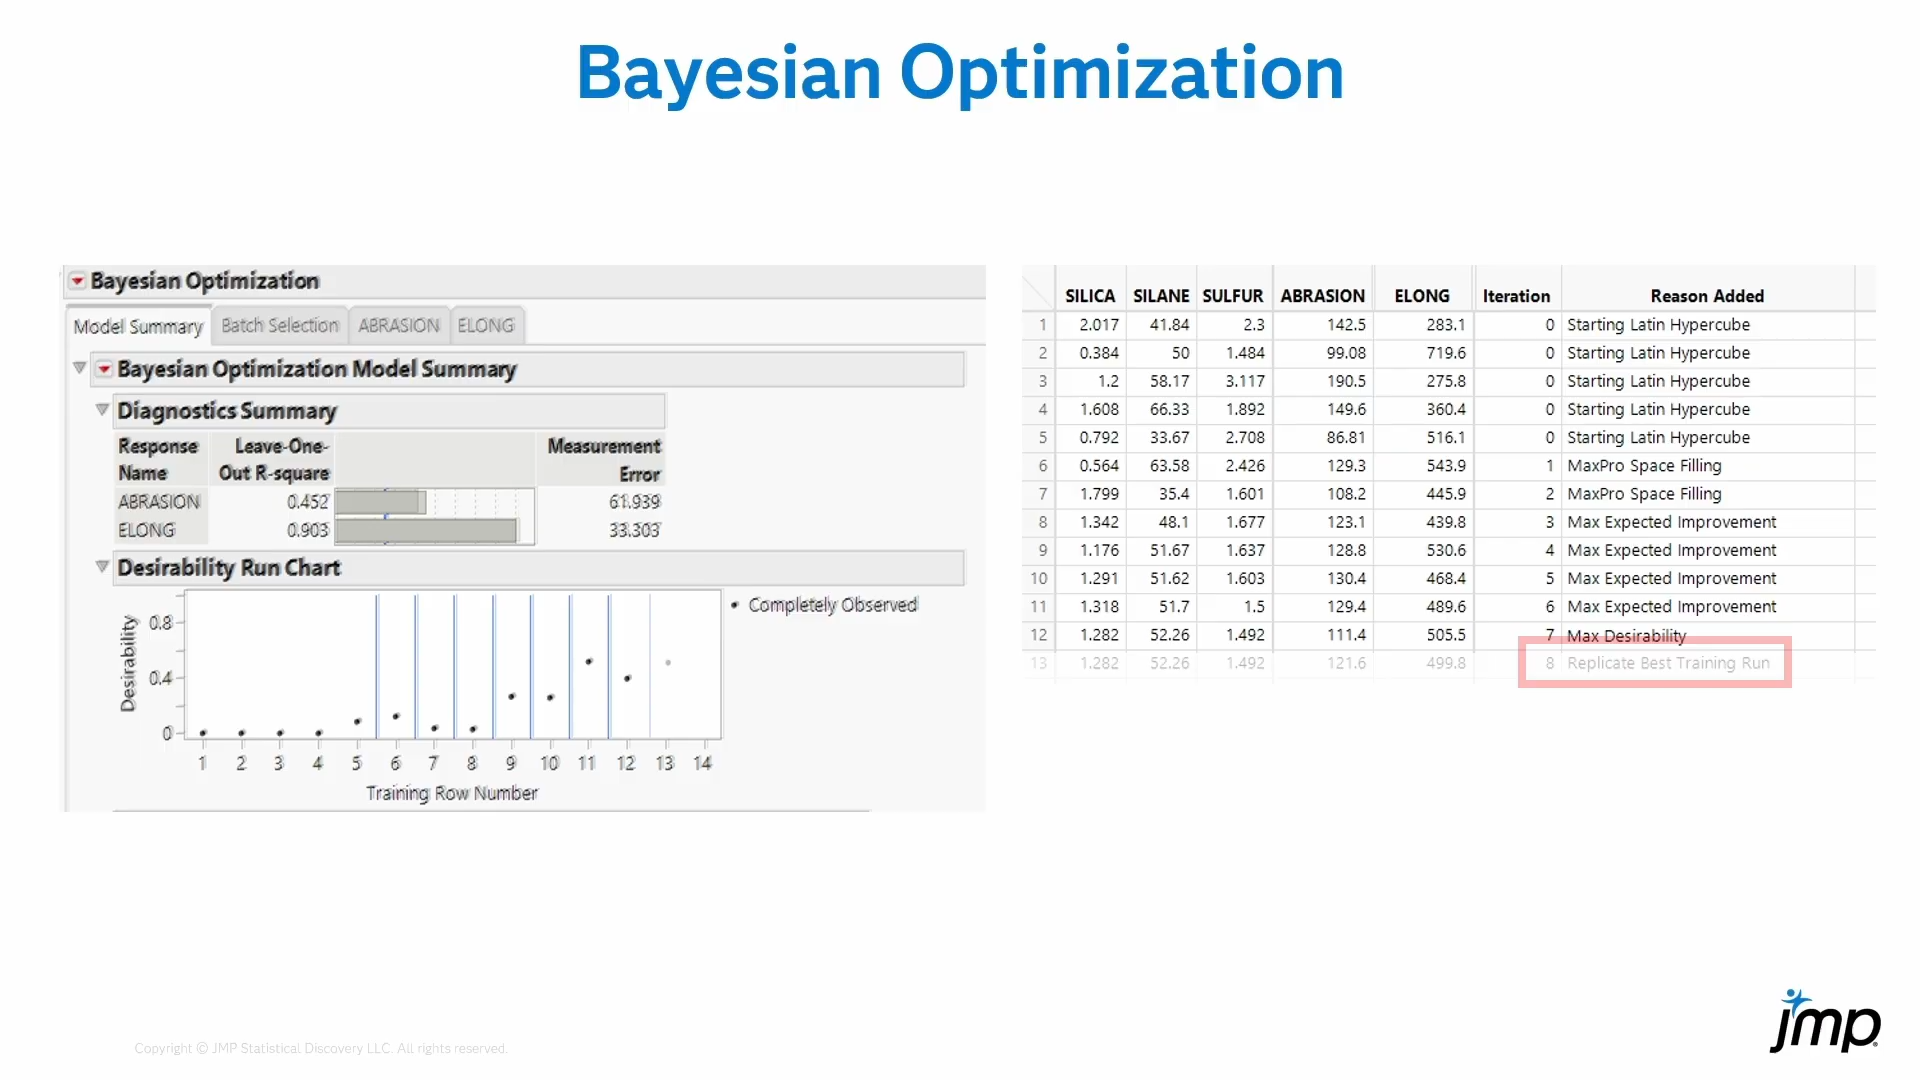 Bayesian Optimization
Bayesian Optimization
Model Summary Batch Selection ABRASION ELONG
Bayesian Optimization Model Summary
Diagnostics Summary
Response Name Leave-One-Out R-square Measurement Error
ABRASION 0.452 61.939
ELONG 0.903 33.303
Desirability Run Chart
Desirability
0.8
0.4
0
Completely Observed
1 2 3 4 5 6 7 8 9 10 11 12 13 14
Training Row Number
SILICA SILANE SULFUR ABRASION ELONG Iteration Reason Added
1 2.017 41.84 2.3 142.5 283.1 0 Starting Latin Hypercube
2 0.384 50 1.484 99.08 719.6 0 Starting Latin Hypercube
3 1.2 58.17 3.117 190.5 275.8 0 Starting Latin Hypercube
4 1.608 66.33 1.892 149.6 360.4 0 Starting Latin Hypercube
5 0.792 33.67 2.708 86.81 516.1 0 Starting Latin Hypercube
6 0.564 63.58 2.426 129.3 543.9 1 MaxPro Space Filling
7 1.799 35.4 1.601 108.2 445.9 2 MaxPro Space Filling
8 1.342 48.1 1.677 123.1 439.8 3 Max Expected Improvement
9 1.176 51.67 1.637 128.8 530.6 4 Max Expected Improvement
10 1.291 51.62 1.603 130.4 468.4 5 Max Expected Improvement
11 1.318 51.7 1.5 129.4 489.6 6 Max Expected Improvement
12 1.282 52.26 1.492 111.4 505.5 7 Max Desirability
13 1.282 52.26 1.492 121.6 499.8 8 Replicate Best Training Run
Copyright © JMP Statistical Discovery LLC. All rights reserved.
jmp